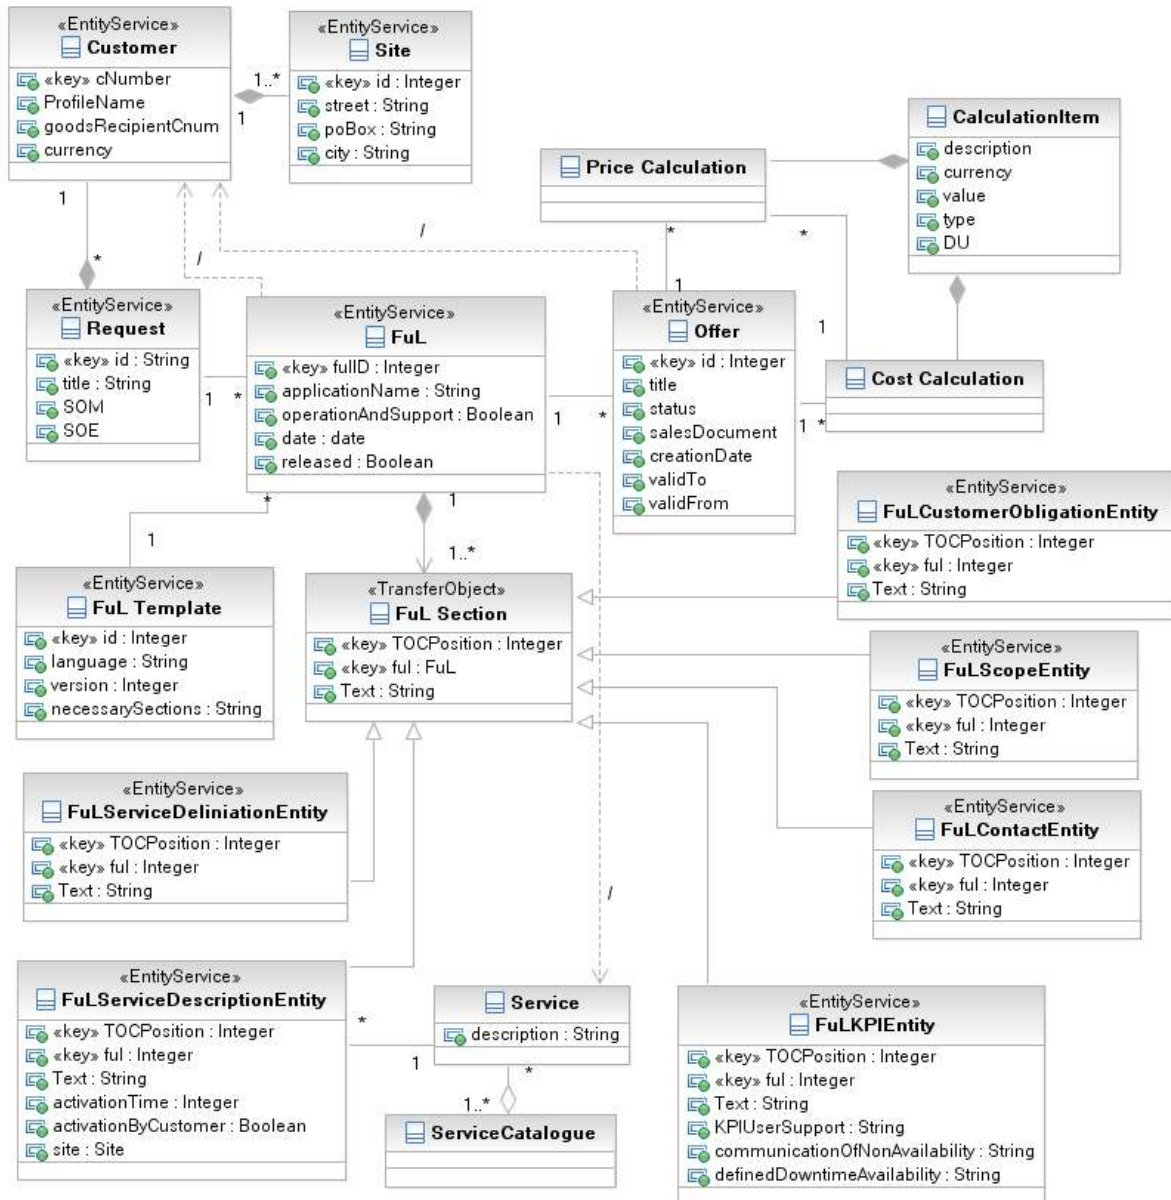 «EntityService»
Customer
«key» cNumber
ProfileName
goodsRecipientCnum
currency
1..*
1
«EntityService»
Site
«key» id : Integer
street : String
poBox : String
city : String
CalculationItem
description
currency
value
type
DU
Price Calculation
1
*
/
/
*
1
*
1
«EntityService»
Request
«key» id : String
title : String
SOM
SOE
1
*
«EntityService»
FuL
«key» fullID : Integer
applicationName : String
operationAndSupport : Boolean
date : date
released : Boolean
1
*
«EntityService»
Offer
«key» id : Integer
title
status
salesDocument
creationDate
validTo
validFrom
1
*
Cost Calculation
*
1
1
1..*
«EntityService»
FuLCustomerObligationEntity
«key» TOCPosition : Integer
«key» ful : Integer
Text : String
«EntityService»
FuL Template
«key» id : Integer
language : String
version : Integer
necessarySections : String
«TransferObject»
FuL Section
«key» TOCPosition : Integer
«key» ful : FuL
Text : String
«EntityService»
FuLScopeEntity
«key» TOCPosition : Integer
«key» ful : Integer
Text : String
«EntityService»
FuLServiceDeliniationEntity
«key» TOCPosition : Integer
«key» ful : Integer
Text : String
«EntityService»
FuLContactEntity
«key» TOCPosition : Integer
«key» ful : Integer
Text : String
/
«EntityService»
FuLServiceDescriptionEntity
«key» TOCPosition : Integer
«key» ful : Integer
Text : String
activationTime : Integer
activationByCustomer : Boolean
site : Site
*
1
Service
description : String
*
1..*
ServiceCatalogue
«EntityService»
FuLKPIEntity
«key» TOCPosition : Integer
«key» ful : Integer
Text : String
KPIUserSupport : String
communicationOfNonAvailability : String
definedDowntimeAvailability : String